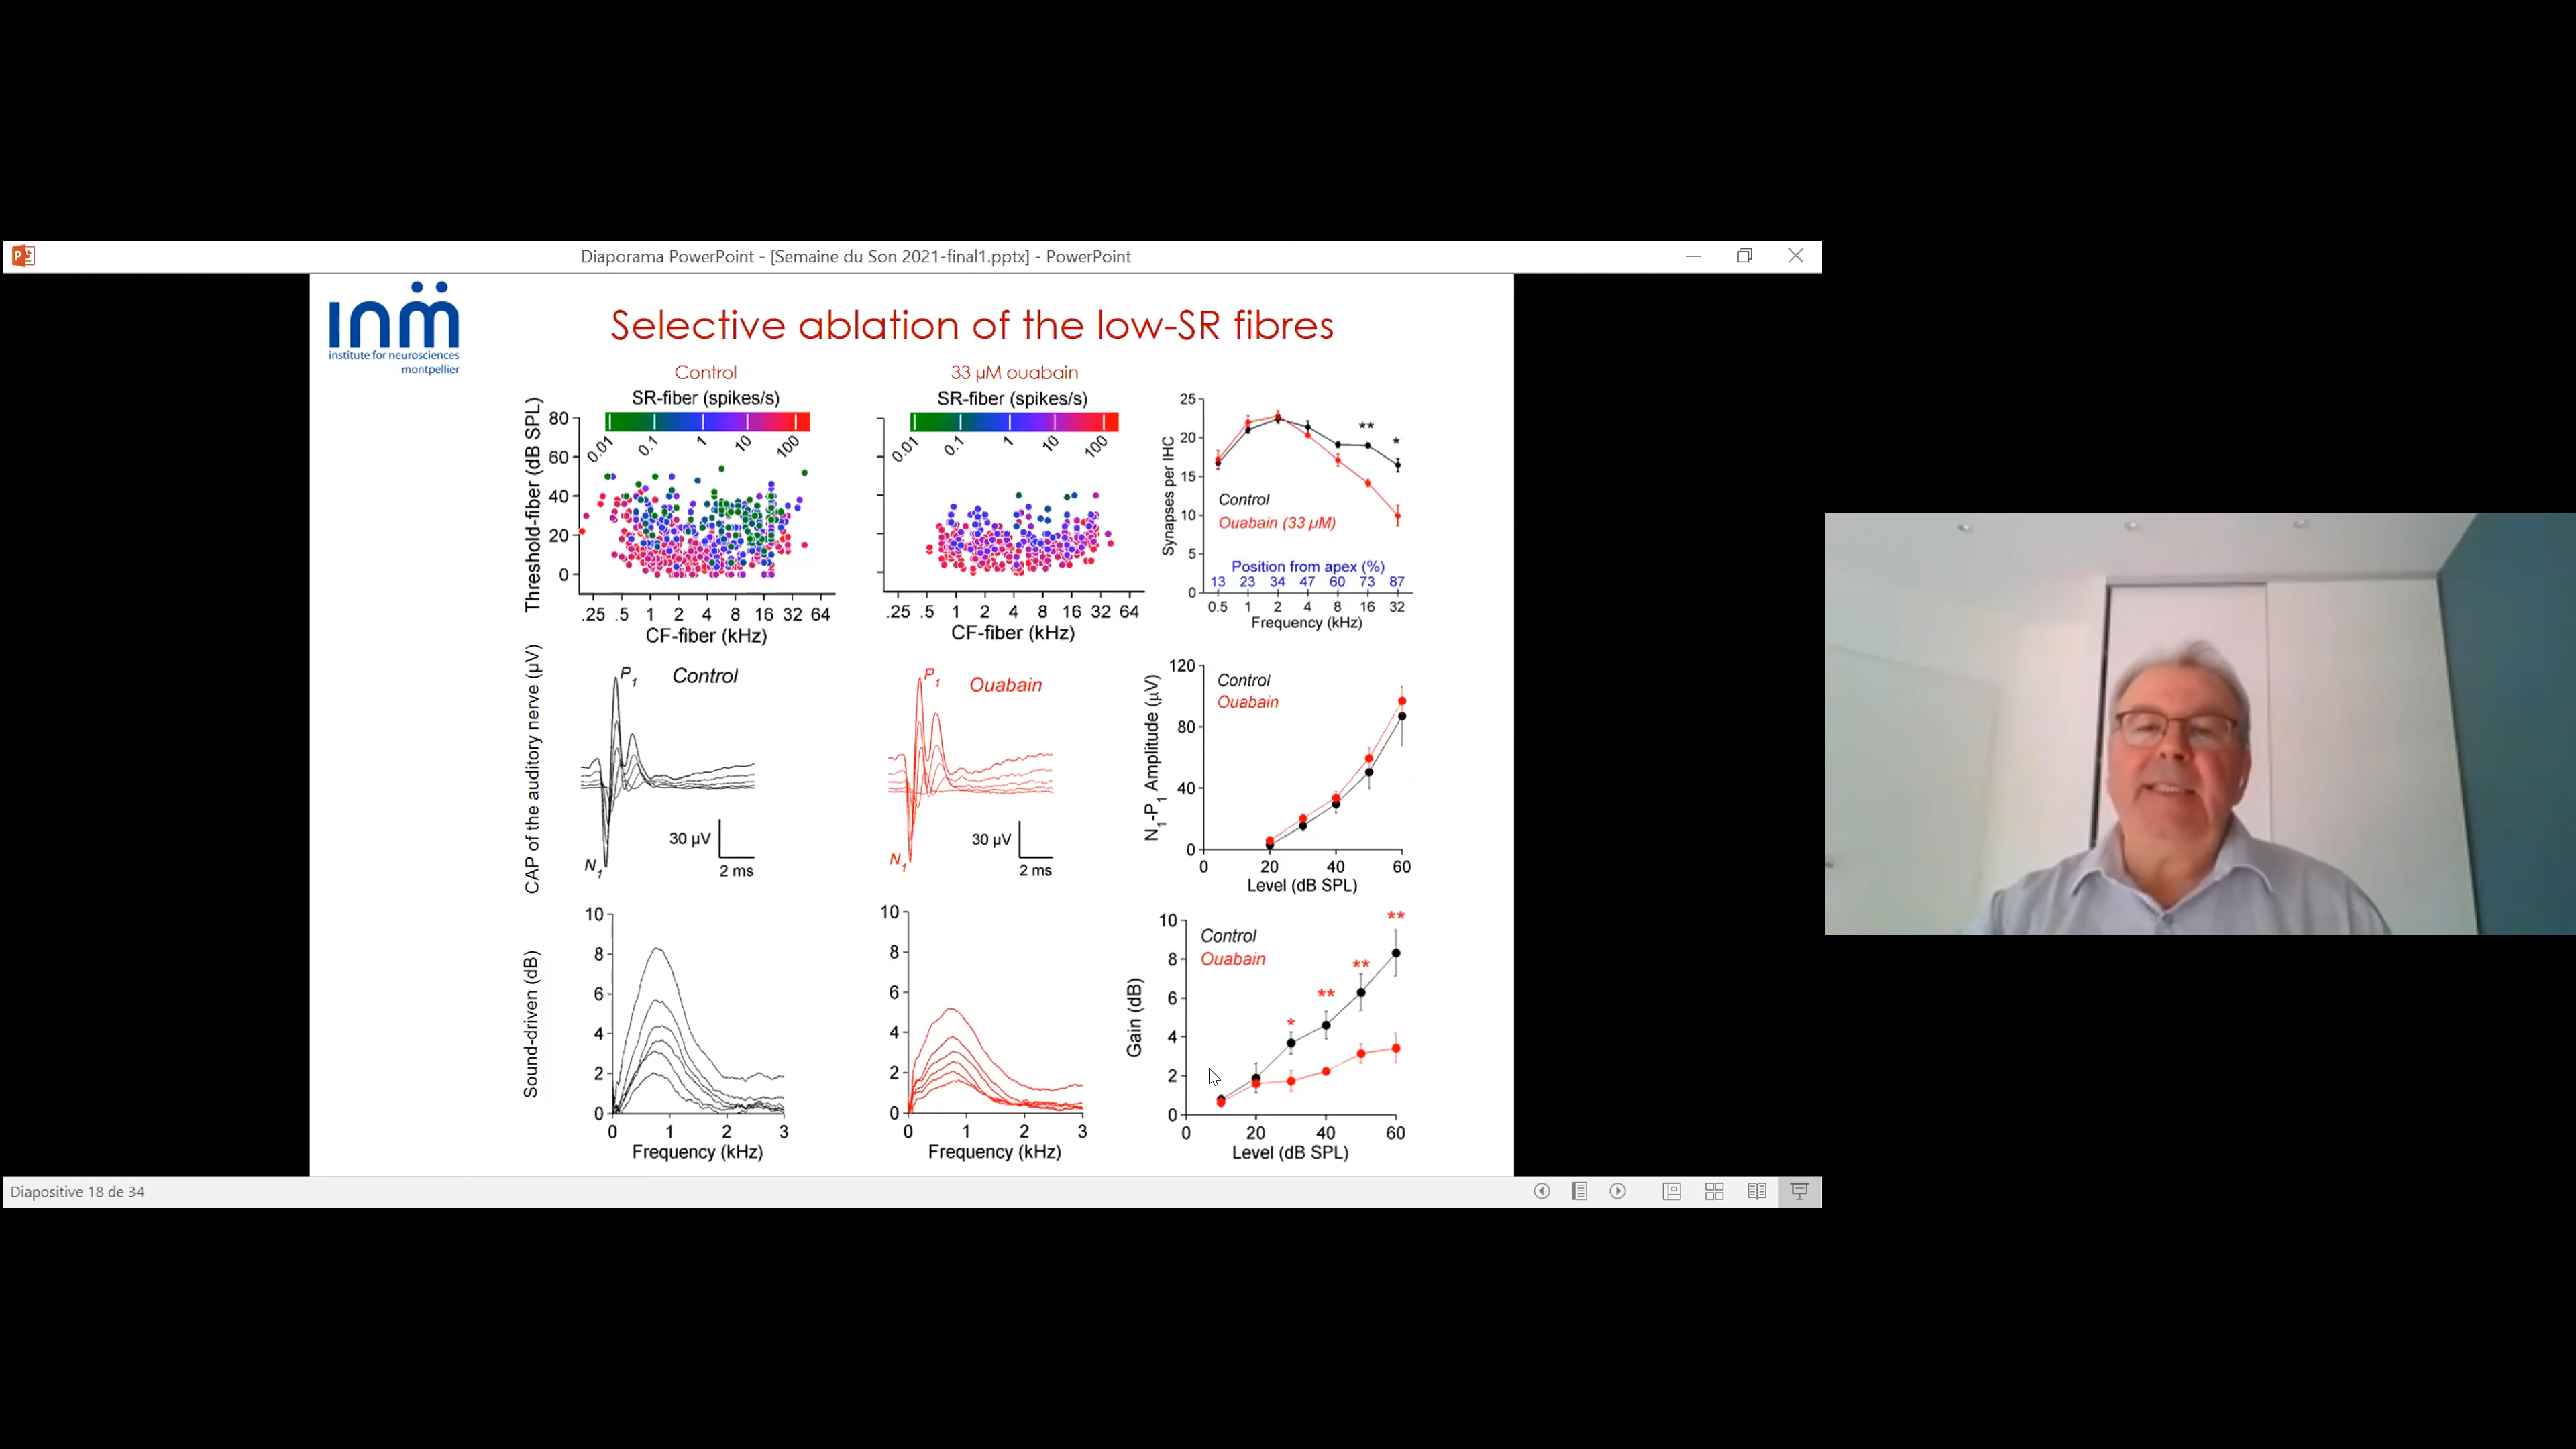 Diaporama PowerPoint - [Semaine du Son 2021-final1.pptx] - PowerPoint
inm
institute for neurosciences
montpellier
Selective ablation of the low-SR fibres
Control
SR-fiber (spikes/s)
0.01 0.1 1 10 100
Threshold-fiber (dB SPL)
80
60
40
20
0
.25 .5 1 2 4 8 16 32 64
CF-fiber (kHz)
33 µM ouabain
SR-fiber (spikes/s)
0.01 0.1 1 10 100
.25 .5 1 2 4 8 16 32 64
CF-fiber (kHz)
Synapses per IHC
25
20
15
10
5
0
** *
Control
Ouabain (33 µM)
Position from apex (%)
13 23 34 47 60 73 87
0.5 1 2 4 8 16 32
Frequency (kHz)
CAP of the auditory nerve (µV)
P1 Control
N1
30 µV
2 ms
P1 Ouabain
N1
30 µV
2 ms
N1-P1 Amplitude (µV)
120
80
40
0
Control
Ouabain
0 20 40 60
Level (dB SPL)
Sound-driven (dB)
10
8
6
4
2
0
0 1 2 3
Frequency (kHz)
10
8
6
4
2
0
0 1 2 3
Frequency (kHz)
Gain (dB)
10
8
6
4
2
0
Control
Ouabain
* ** ** **
0 20 40 60
Level (dB SPL)
Diapositive 18 de 34